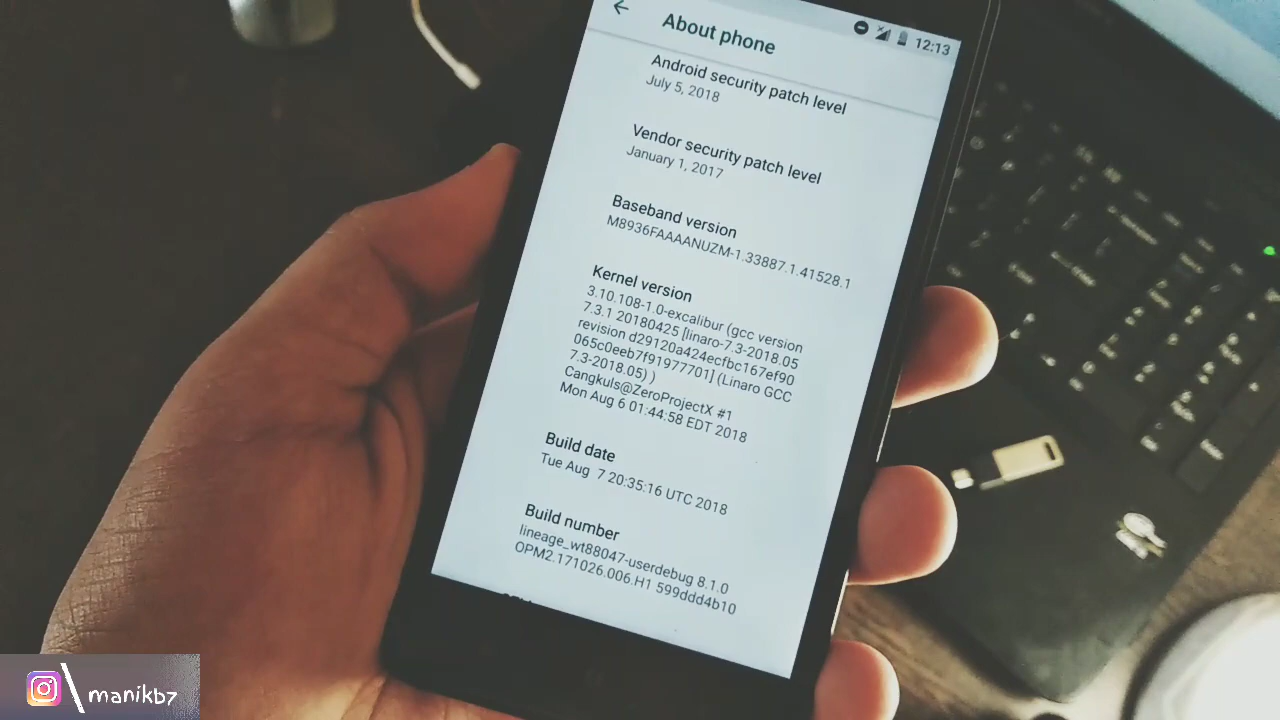 About phone
12:13
Android security patch level
July 5, 2018
Vendor security patch level
January 1, 2017
Baseband version
M8936FAAAANUZM-1.33887.1.41528.1
Kernel version
3.10.108-1.0-excalibur (gcc version
7.3.1 20180425 [linaro-7.3-2018.05
revision d29120a424ecfbc167ef90
065c0eeb7f91977701] (Linaro GCC
7.3-2018.05) )
Cangkuls@ZeroProjectX #1
Mon Aug 6 01:44:58 EDT 2018
Build date
Tue Aug 7 20:35:16 UTC 2018
Build number
lineage_wt88047-userdebug 8.1.0
OPM2.171026.006.H1 599ddd4b10
\manikb7